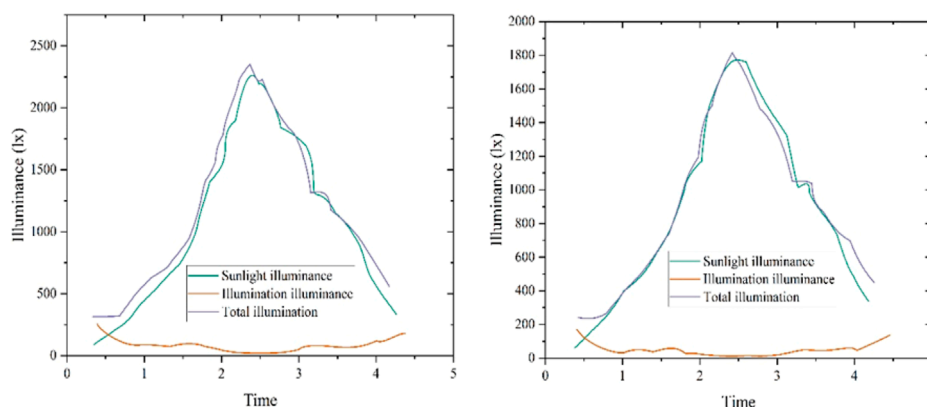 2500
2000
1500
1000
500
0
Illuminance (lx)
Sunlight illuminance
Illumination illuminance
Total illumination
0 1 2 3 4 5
Time
2000
1800
1600
1400
1200
1000
800
600
400
200
0
Illuminance (lx)
Sunlight illuminance
Illumination illuminance
Total illumination
0 1 2 3 4
Time